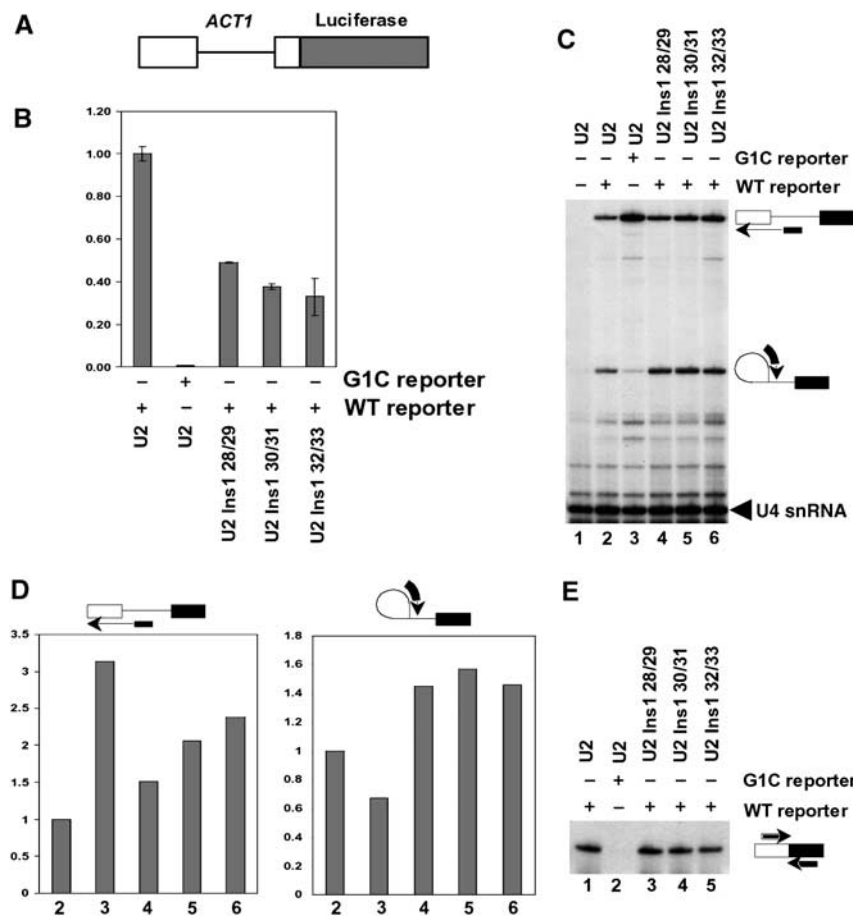 A
ACT1 Luciferase
B
1.20
1.00
0.80
0.60
0.40
0.20
0.00
– + – – – G1C reporter
+ – + + + WT reporter
U2
U2
U2 Ins1 28/29
U2 Ins1 30/31
U2 Ins1 32/33
C
U2
U2
U2
U2 Ins1 28/29
U2 Ins1 30/31
U2 Ins1 32/33
– – + – – – G1C reporter
– + – + + + WT reporter
U4 snRNA
1 2 3 4 5 6
D
3.5
3
2.5
2
1.5
1
0.5
0
2 3 4 5 6
1.8
1.6
1.4
1.2
1
0.8
0.6
0.4
0.2
0
2 3 4 5 6
E
U2
U2
U2 Ins1 28/29
U2 Ins1 30/31
U2 Ins1 32/33
– + – – – G1C reporter
+ – + + + WT reporter
1 2 3 4 5